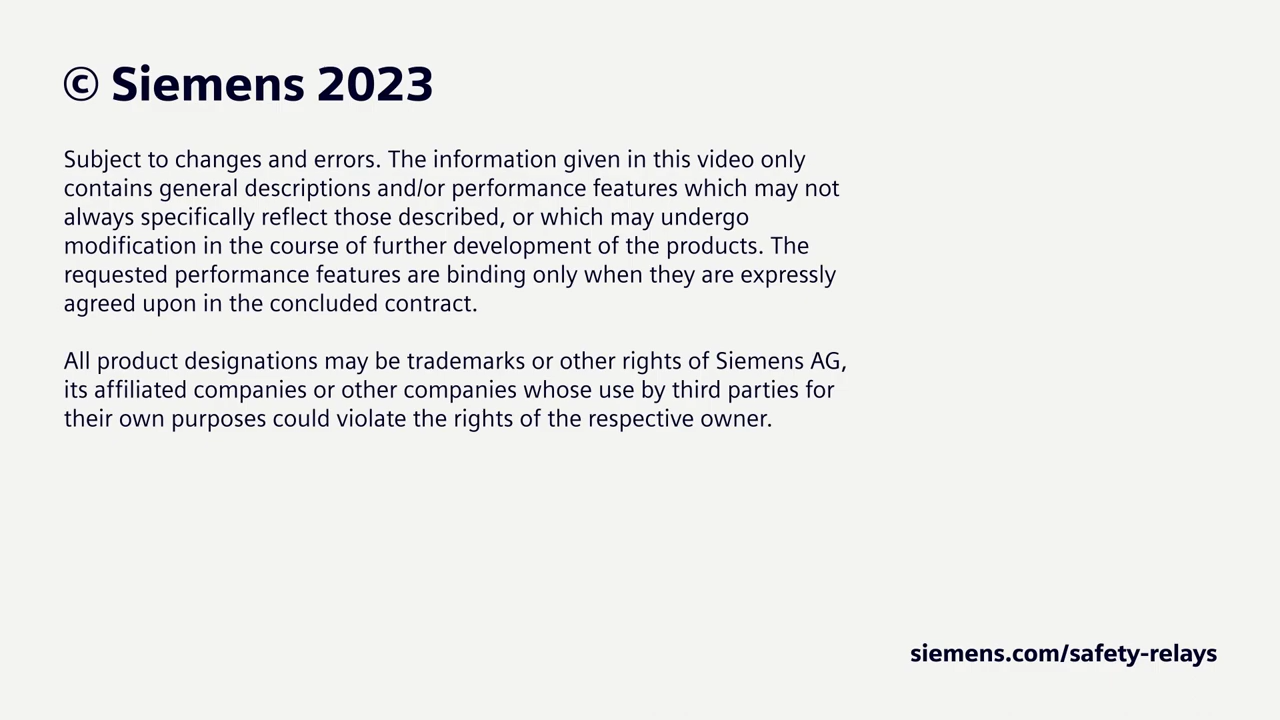 © Siemens 2023
Subject to changes and errors. The information given in this video only
contains general descriptions and/or performance features which may not
always specifically reflect those described, or which may undergo
modification in the course of further development of the products. The
requested performance features are binding only when they are expressly
agreed upon in the concluded contract.
All product designations may be trademarks or other rights of Siemens AG,
its affiliated companies or other companies whose use by third parties for
their own purposes could violate the rights of the respective owner.
siemens.com/safety-relays